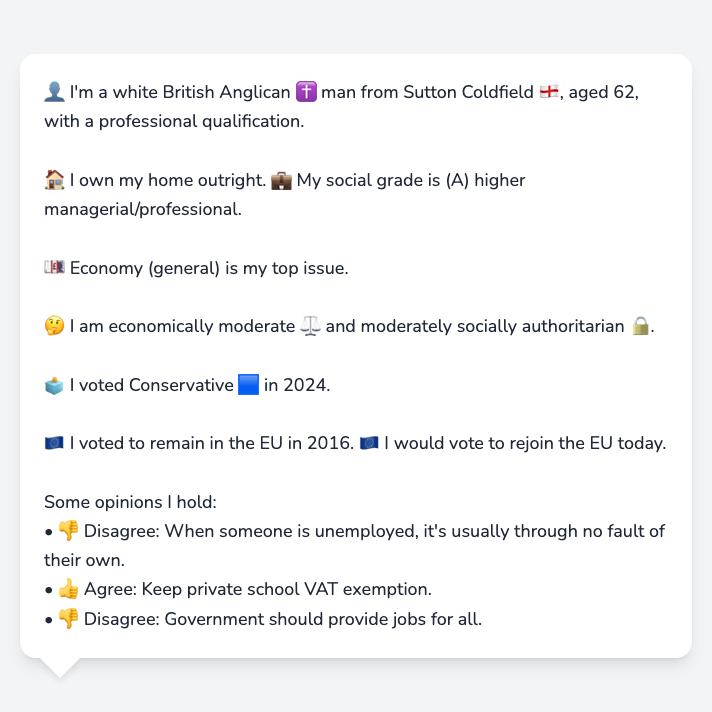 👤 I'm a white British Anglican ✝️ man from Sutton Coldfield 🏴󠁧󠁢󠁥󠁮󠁧󠁿, aged 62,
with a professional qualification.
🏠 I own my home outright. 💼 My social grade is (A) higher
managerial/professional.
💷 Economy (general) is my top issue.
🤔 I am economically moderate ⚖️ and moderately socially authoritarian 🔒.
🗳️ I voted Conservative 🟦 in 2024.
🇪🇺 I voted to remain in the EU in 2016. 🇪🇺 I would vote to rejoin the EU today.
Some opinions I hold:
• 👎 Disagree: When someone is unemployed, it's usually through no fault of
their own.
• 👍 Agree: Keep private school VAT exemption.
• 👎 Disagree: Government should provide jobs for all.